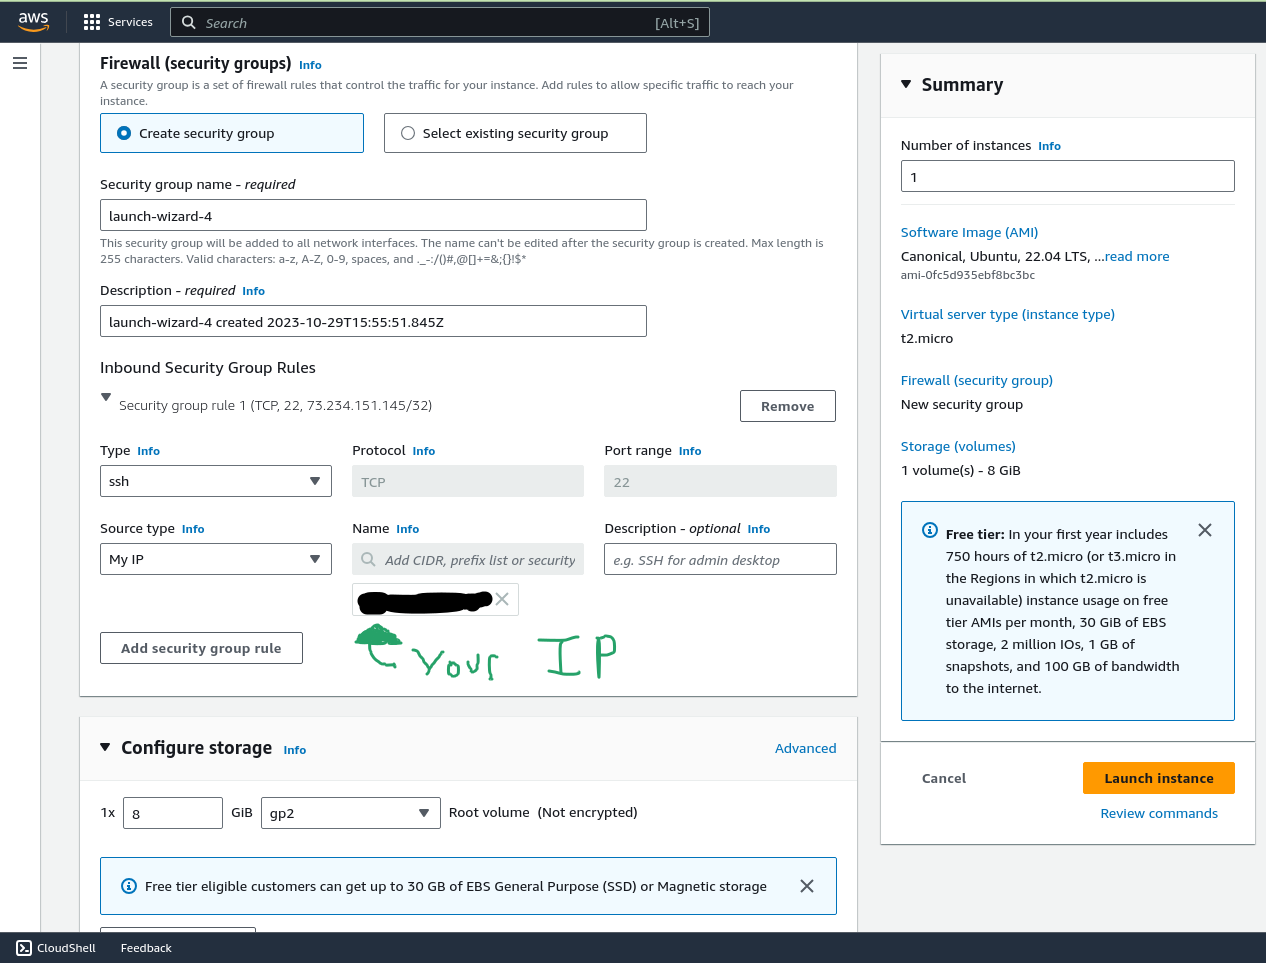 aws
Services
Search
[Alt+S]
Firewall (security groups) Info
A security group is a set of firewall rules that control the traffic for your instance. Add rules to allow specific traffic to reach your
instance.
Create security group
Select existing security group
Security group name - required
launch-wizard-4
This security group will be added to all network interfaces. The name can't be edited after the security group is created. Max length is
255 characters. Valid characters: a-z, A-Z, 0-9, spaces, and ._-:/()#,@[]+=&;{}!$*
Description - required Info
launch-wizard-4 created 2023-10-29T15:55:51.845Z
Inbound Security Group Rules
Security group rule 1 (TCP, 22, 73.234.151.145/32)
Remove
Type Info
Protocol Info
Port range Info
ssh
TCP
22
Source type Info
Name Info
Description - optional Info
My IP
Add CIDR, prefix list or security
e.g. SSH for admin desktop
Your IP
Add security group rule
Configure storage Info
Advanced
1x 8 GiB gp2 Root volume (Not encrypted)
Free tier eligible customers can get up to 30 GB of EBS General Purpose (SSD) or Magnetic storage
Summary
Number of instances Info
1
Software Image (AMI)
Canonical, Ubuntu, 22.04 LTS, ...read more
ami-0fc5d935ebf8bc3bc
Virtual server type (instance type)
t2.micro
Firewall (security group)
New security group
Storage (volumes)
1 volume(s) - 8 GiB
Free tier: In your first year includes
750 hours of t2.micro (or t3.micro in
the Regions in which t2.micro is
unavailable) instance usage on free
tier AMIs per month, 30 GiB of EBS
storage, 2 million IOs, 1 GB of
snapshots, and 100 GB of bandwidth
to the internet.
Cancel
Launch instance
Review commands
CloudShell
Feedback